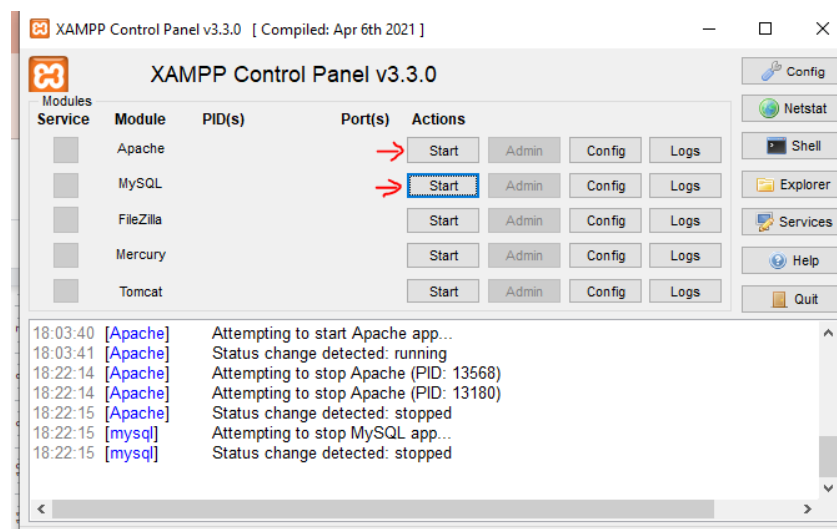 XAMPP Control Panel v3.3.0 [ Compiled: Apr 6th 2021 ]
XAMPP Control Panel v3.3.0
Config
Modules
Service Module PID(s) Port(s) Actions
Netstat
Apache Start Admin Config Logs
Shell
MySQL Start Admin Config Logs
Explorer
FileZilla Start Admin Config Logs
Services
Mercury Start Admin Config Logs
Help
Tomcat Start Admin Config Logs
Quit
18:03:40 [Apache] Attempting to start Apache app...
18:03:41 [Apache] Status change detected: running
18:22:14 [Apache] Attempting to stop Apache (PID: 13568)
18:22:14 [Apache] Attempting to stop Apache (PID: 13180)
18:22:15 [Apache] Status change detected: stopped
18:22:15 [mysql] Attempting to stop MySQL app...
18:22:15 [mysql] Status change detected: stopped